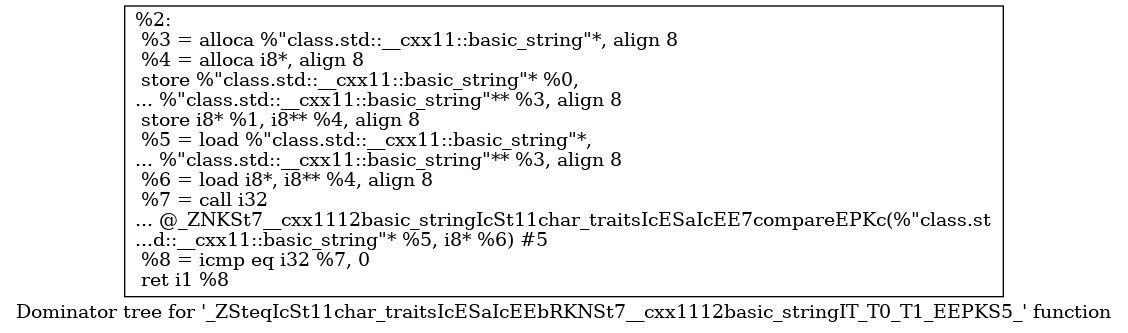 %2:
%3 = alloca %"class.std::__cxx11::basic_string"*, align 8
%4 = alloca i8*, align 8
store %"class.std::__cxx11::basic_string"* %0,
... %"class.std::__cxx11::basic_string"** %3, align 8
store i8* %1, i8** %4, align 8
%5 = load %"class.std::__cxx11::basic_string"*,
... %"class.std::__cxx11::basic_string"** %3, align 8
%6 = load i8*, i8** %4, align 8
%7 = call i32
... @_ZNKSt7__cxx1112basic_stringIcSt11char_traitsIcESaIcEE7compareEPKc(%"class.st
...d::__cxx11::basic_string"* %5, i8* %6) #5
%8 = icmp eq i32 %7, 0
ret i1 %8
Dominator tree for '_ZSteqIcSt11char_traitsIcESaIcEEbRKNSt7__cxx1112basic_stringIT_T0_T1_EEPKS5_' function